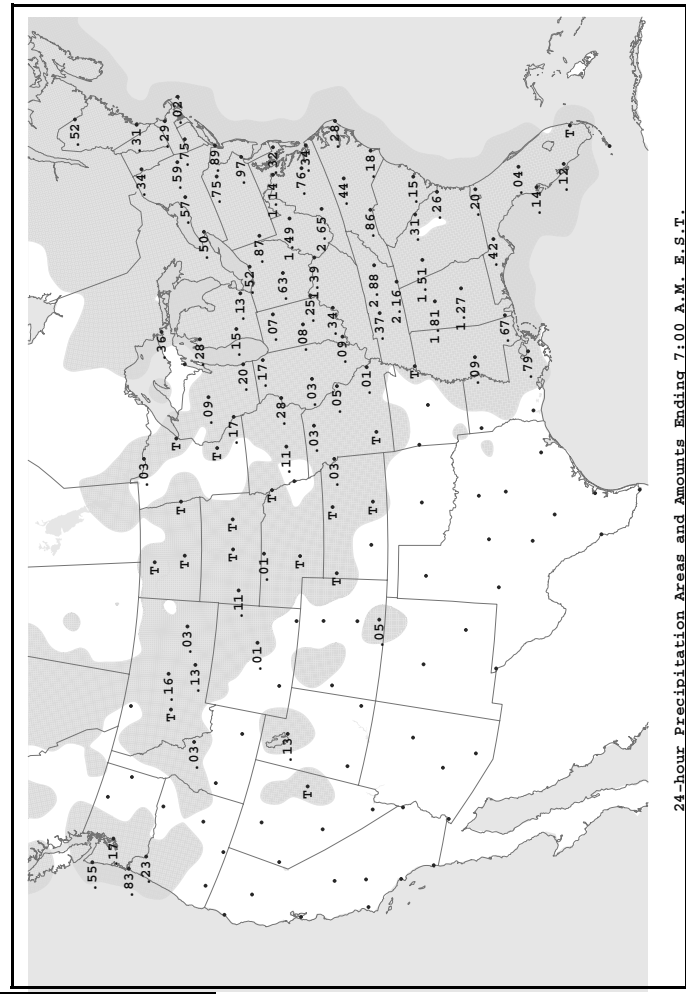 .52
.55
.17
.83 .31
.34
.23 .03
T .36 .29
T .16 T .59 .02
T T .57 .75
.03 .03
.13 .28 .50
.09 .75 .89
T
T T .17 .15
.11 .20 .13 .97
.01 .52 .87
.01 .17
T .07 1.14 .32
.28 .63
.13 .11 1.49
T .08 .76 .34
T .03 .25
.03 1.39 2.65
T .03 T .34 .28
.05 .09 .44
.01 .86 .18
T T 2.88
.05 .37
2.16
T .31 .15
1.51
1.81 .26
1.27
.09 .20
.42
.67
.04
.79
.14
.12
T
24-hour Precipitation Areas and Amounts Ending 7:00 A.M. E.S.T.